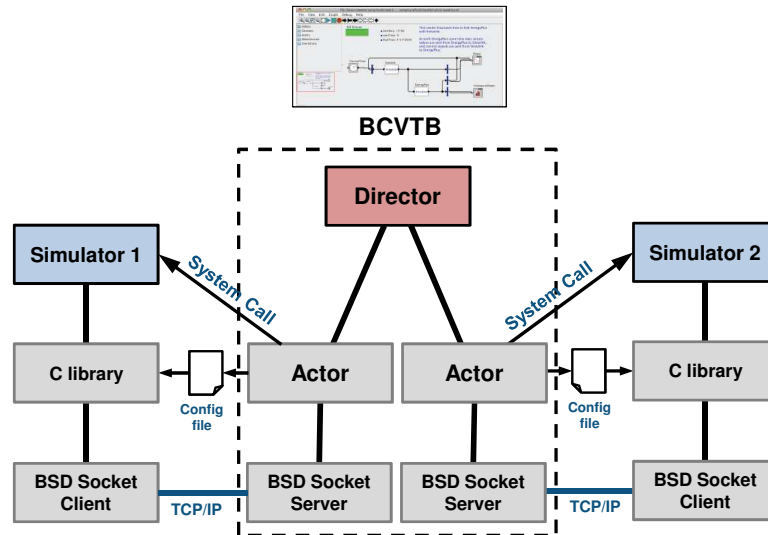 BCVTB
Director
Simulator 1
Simulator 2
System Call
System Call
C library
Actor
Actor
C library
Config
file
Config
file
BSD Socket
Client
BSD Socket
Server
BSD Socket
Server
BSD Socket
Client
TCP/IP
TCP/IP